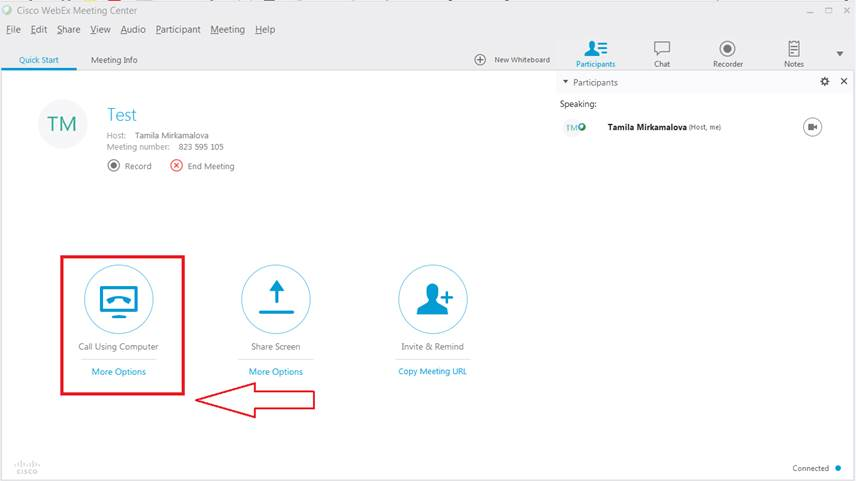 Cisco WebEx Meeting Center
File Edit Share View Audio Participant Meeting Help
Quick Start Meeting Info New Whiteboard Participants Chat Recorder Notes
Participants
Speaking:
TM Tamila Mirkamalova (Host, me)
TM
Test
Host: Tamila Mirkamalova
Meeting number: 823 595 105
Record End Meeting
Call Using Computer Share Screen Invite & Remind
More Options More Options Copy Meeting URL
CISCO
Connected